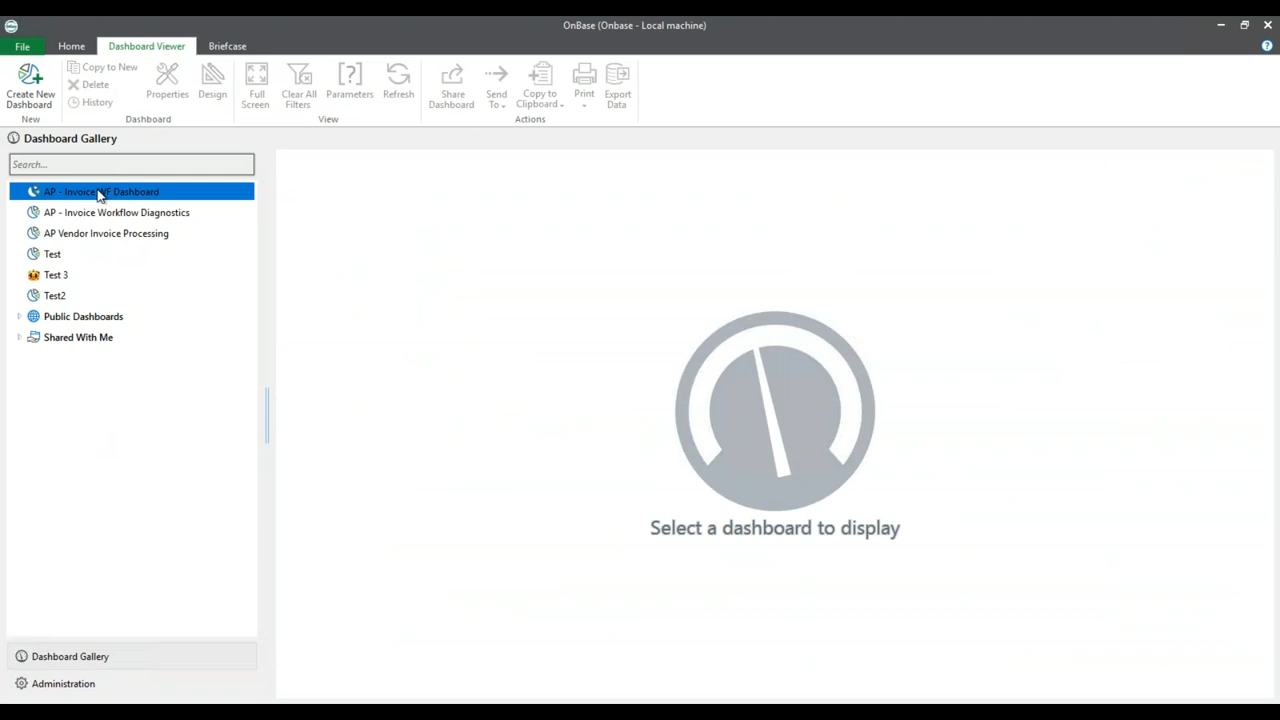 OnBase (Onbase - Local machine)
File
Home
Dashboard Viewer
Briefcase
Create New Dashboard
New
Copy to New
Delete
History
Properties
Design
Dashboard
Full Screen
Clear All Filters
Parameters
Refresh
View
Share Dashboard
Send To
Copy to Clipboard
Print
Export Data
Actions
Dashboard Gallery
Search...
AP - Invoice WF Dashboard
AP - Invoice Workflow Diagnostics
AP Vendor Invoice Processing
Test
Test 3
Test2
Public Dashboards
Shared With Me
Select a dashboard to display
Dashboard Gallery
Administration